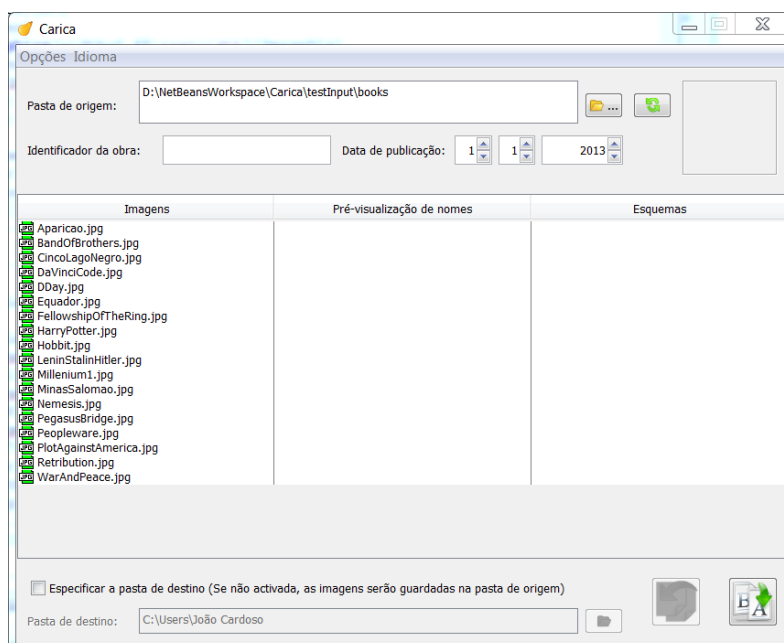 Carica
Opções Idioma
Pasta de origem:
D:\NetBeansWorkspace\Carica\testInput\books
...
Identificador da obra:
Data de publicação: 1 1 2013
Imagens Pré-visualização de nomes Esquemas
Aparicao.jpg
BandOfBrothers.jpg
CincoLagoNegro.jpg
DaVinciCode.jpg
DDay.jpg
Equador.jpg
FellowshipOfTheRing.jpg
HarryPotter.jpg
Hobbit.jpg
LeninStalinHitler.jpg
Millenium1.jpg
MinasSalomao.jpg
Nemesis.jpg
PegasusBridge.jpg
Peopleware.jpg
PlotAgainstAmerica.jpg
Retribution.jpg
WarAndPeace.jpg
Especificar a pasta de destino (Se não activada, as imagens serão guardadas na pasta de origem)
Pasta de destino: C:\Users\João Cardoso
B A